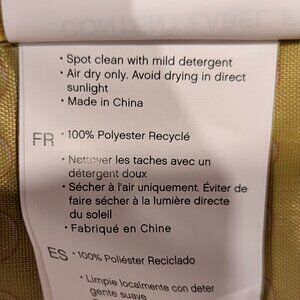 • Spot clean with mild detergent
• Air dry only. Avoid drying in direct
sunlight
• Made in China
FR • 100% Polyester Recyclé
• Nettoyer les taches avec un
détergent doux
• Sécher à l'air uniquement. Éviter de
faire sécher à la lumière directe
du soleil
• Fabriqué en Chine
ES • 100% Poliéster Reciclado
• Limpie localmente con deter
gente suave